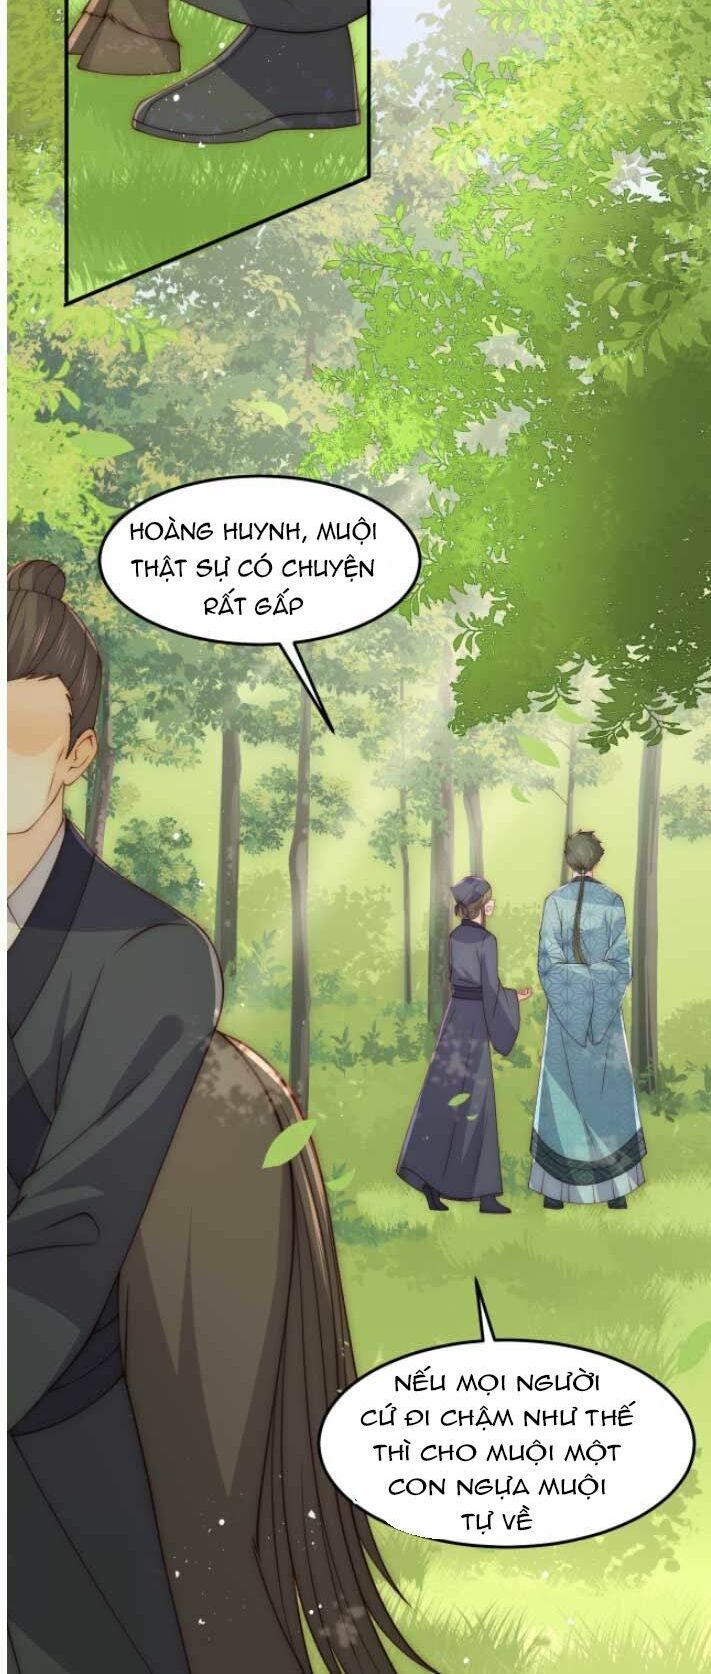 HOÀNG HUYNH, MUỘI
THẬT SỰ CÓ CHUYỆN
RẤT GẤP
NẾU MỌI NGƯỜI
CỨ ĐI CHẬM NHƯ THẾ
THÌ CHO MUỘI MỘT
CON NGỰA MUỘI
TỰ VỀ